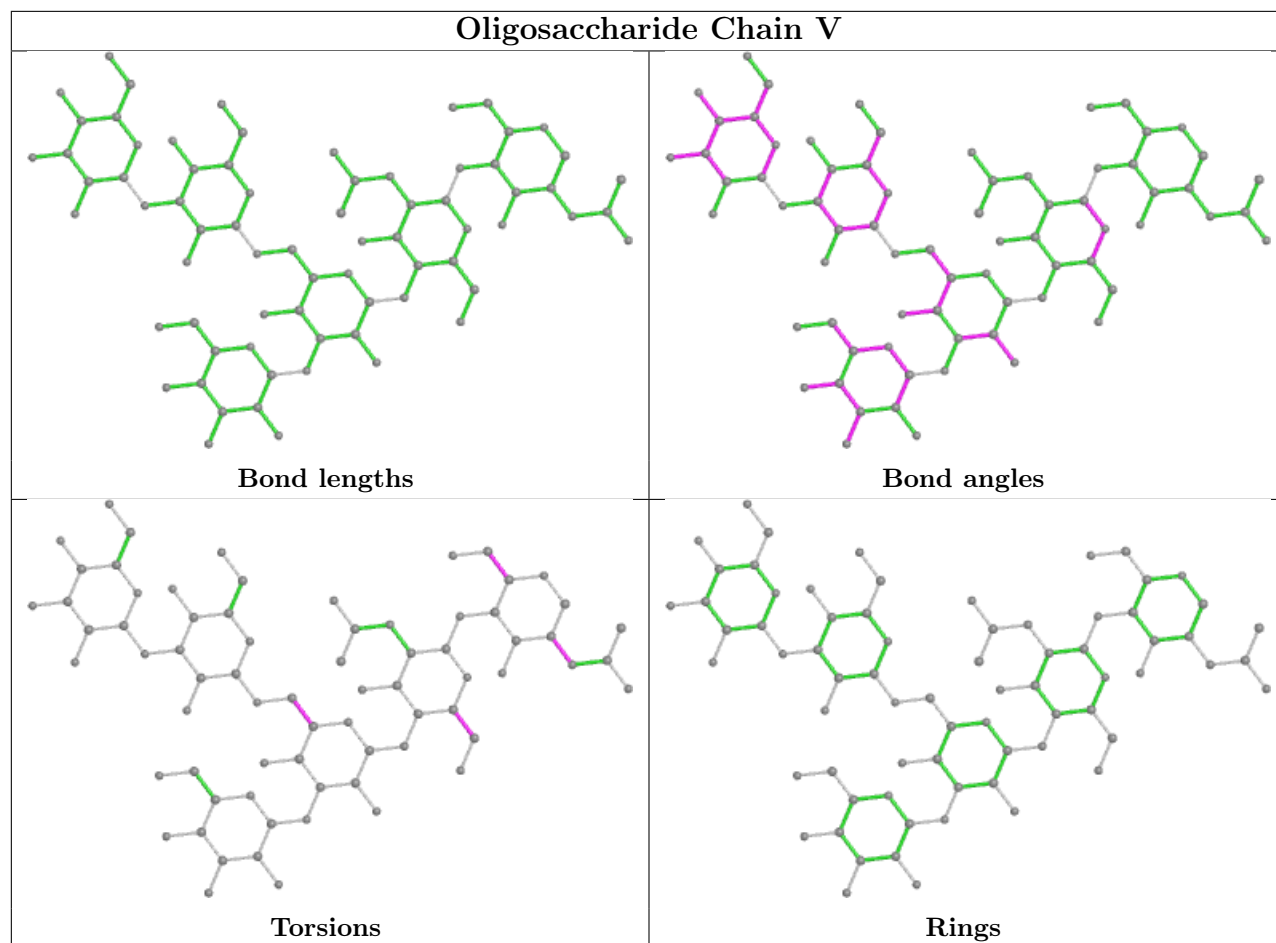 Oligosaccharide Chain V
Bond lengths
Bond angles
Torsions
Rings